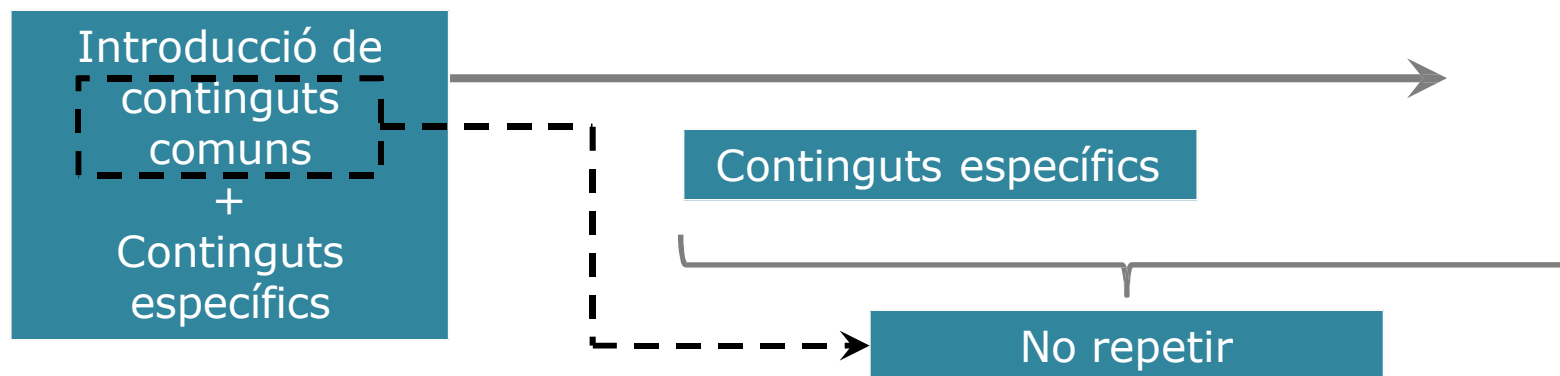 Introducció de
continguts
comuns
+
Continguts
específics
Continguts específics
No repetir